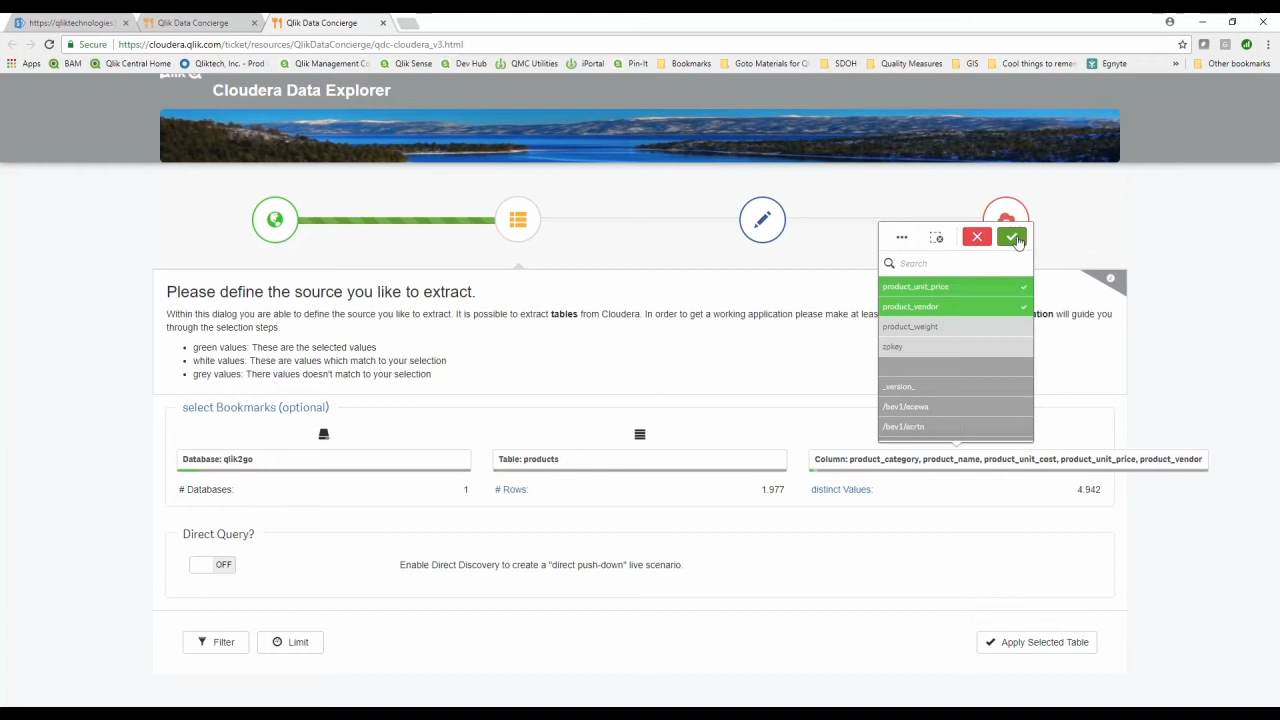 https://qliktechnologies
Qlik Data Concierge
Qlik Data Concierge
Secure
https://cloudera.qlik.com/ticket/resources/QlikDataConcierge/qdc-cloudera_v3.html
Apps
BAM
Qlik Central Home
Qliktech, Inc. - Prod
Qlik Management Co
Qlik Sense
Dev Hub
QMC Utilities
iPortal
Pin-It
Bookmarks
Goto Materials for Q
SDOH
Quality Measures
GIS
Cool things to remem
Egnyte
»
Other bookmarks
Cloudera Data Explorer
Search
product_unit_price
product_vendor
product_weight
zpkey
_version_
/bev1/acewa
/bev1/acrtn
Please define the source you like to extract.
Within this dialog you are able to define the source you like to extract. It is possible to extract tables from Cloudera. In order to get a working application please make at leas
will guide you
through the selection steps.
• green values: These are the selected values
• white values: These are values which match to your selection
• grey values: There values doesn't match to your selection
select Bookmarks (optional)
Database: qlik2go
Table: products
Column: product_category, product_name, product_unit_cost, product_unit_price, product_vendor
# Databases:
1
# Rows:
1.977
distinct Values:
4.942
Direct Query?
OFF
Enable Direct Discovery to create a "direct push-down" live scenario.
Filter
Limit
Apply Selected Table